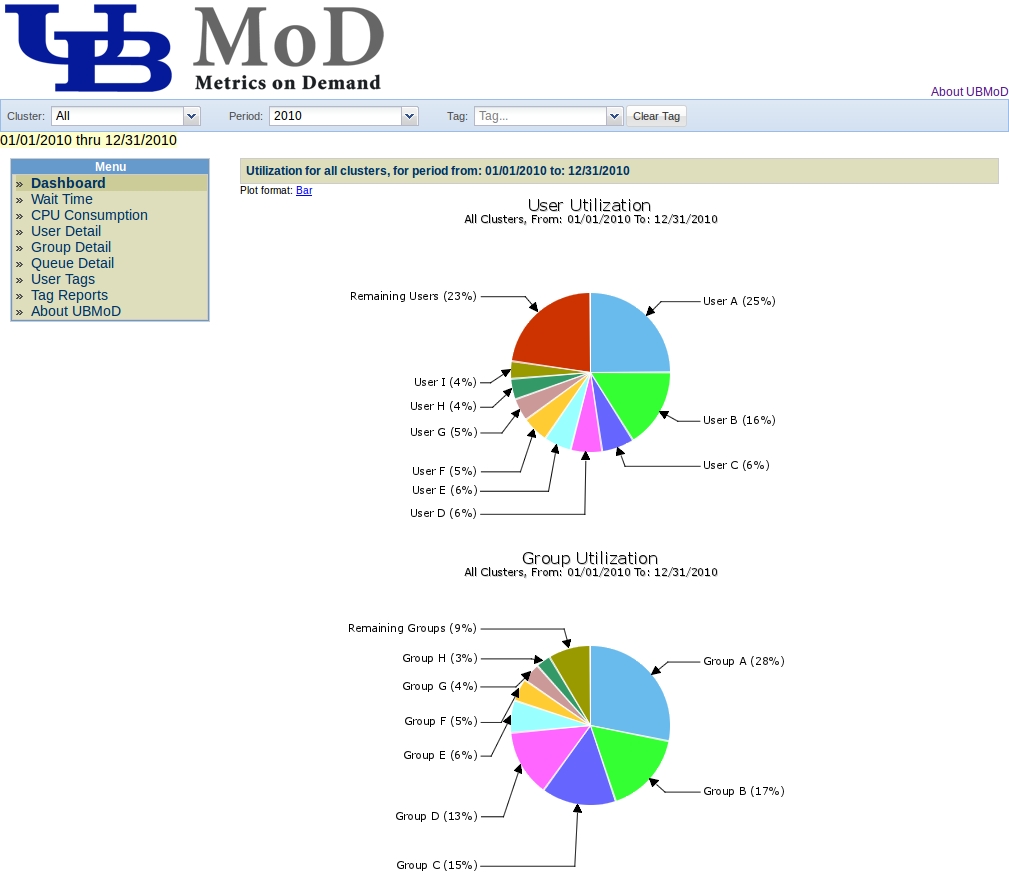 UB MoD
Metrics on Demand
About UBMoD
Cluster: All Period: 2010 Tag: Tag... Clear Tag
01/01/2010 thru 12/31/2010
Menu
» Dashboard
» Wait Time
» CPU Consumption
» User Detail
» Group Detail
» Queue Detail
» User Tags
» Tag Reports
» About UBMoD
Utilization for all clusters, for period from: 01/01/2010 to: 12/31/2010
Plot format: Bar
User Utilization
All Clusters, From: 01/01/2010 To: 12/31/2010
Remaining Users (23%)
User A (25%)
User I (4%)
User H (4%)
User B (16%)
User G (5%)
User C (6%)
User F (5%)
User E (6%)
User D (6%)
Group Utilization
All Clusters, From: 01/01/2010 To: 12/31/2010
Remaining Groups (9%)
Group H (3%)
Group A (28%)
Group G (4%)
Group F (5%)
Group E (6%)
Group B (17%)
Group D (13%)
Group C (15%)